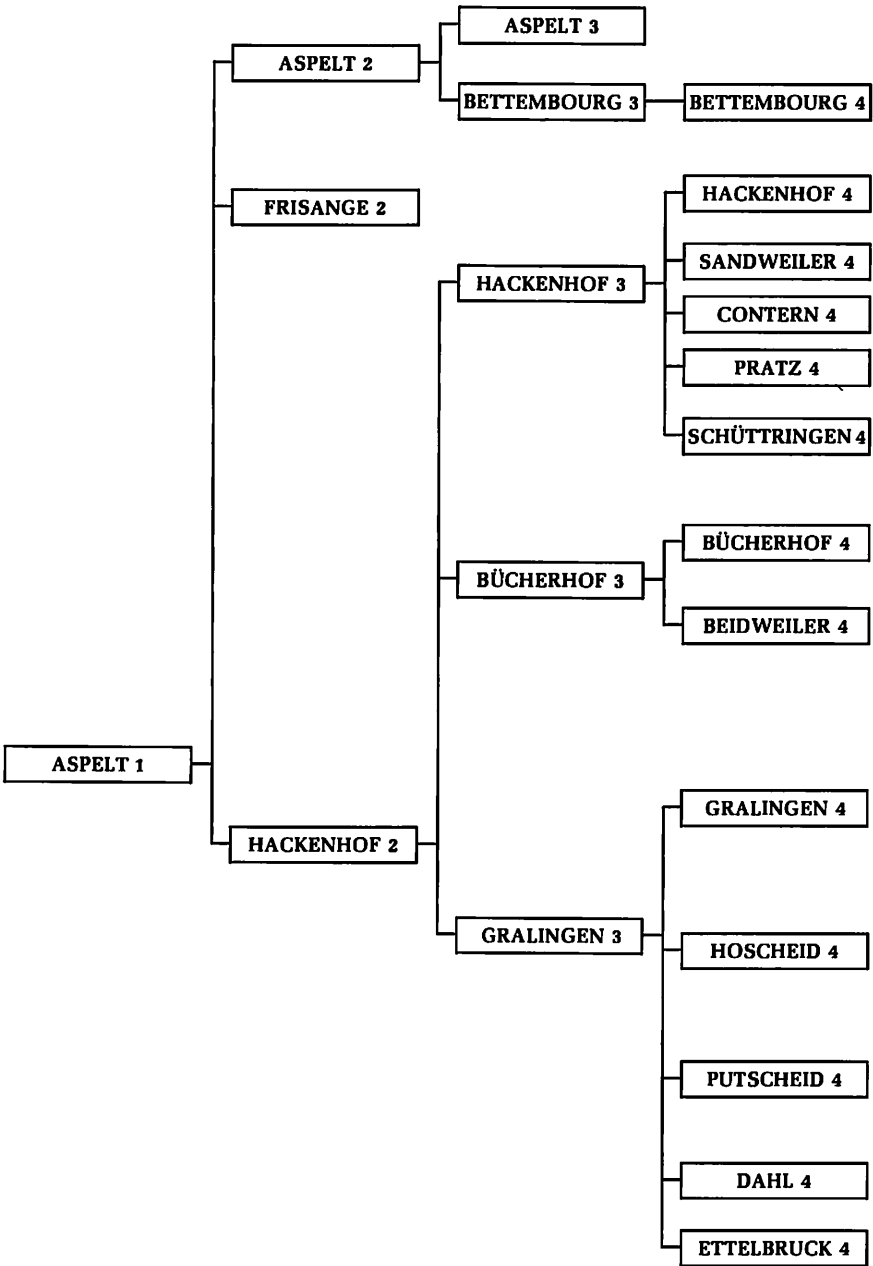 ASPELT 3
ASPELT 2
BETTEMBOURG 3
BETTEMBOURG 4
HACKENHOF 4
FRISANGE 2
SANDWEILER 4
HACKENHOF 3
CONTERN 4
PRATZ 4
SCHÜTTRINGEN 4
BÜCHERHOF 4
BÜCHERHOF 3
BEIDWEILER 4
ASPELT 1
GRALINGEN 4
HACKENHOF 2
GRALINGEN 3
HOSCHEID 4
PUTSCHEID 4
DAHL 4
ETTELBRUCK 4